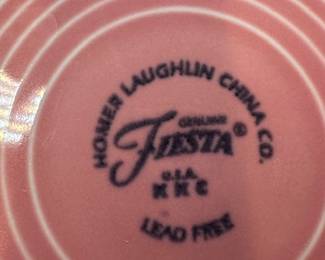 HOMER LAUGHLIN CHINA CO.
GENUINE
FIESTA®
U.S.A.
LEAD FREE